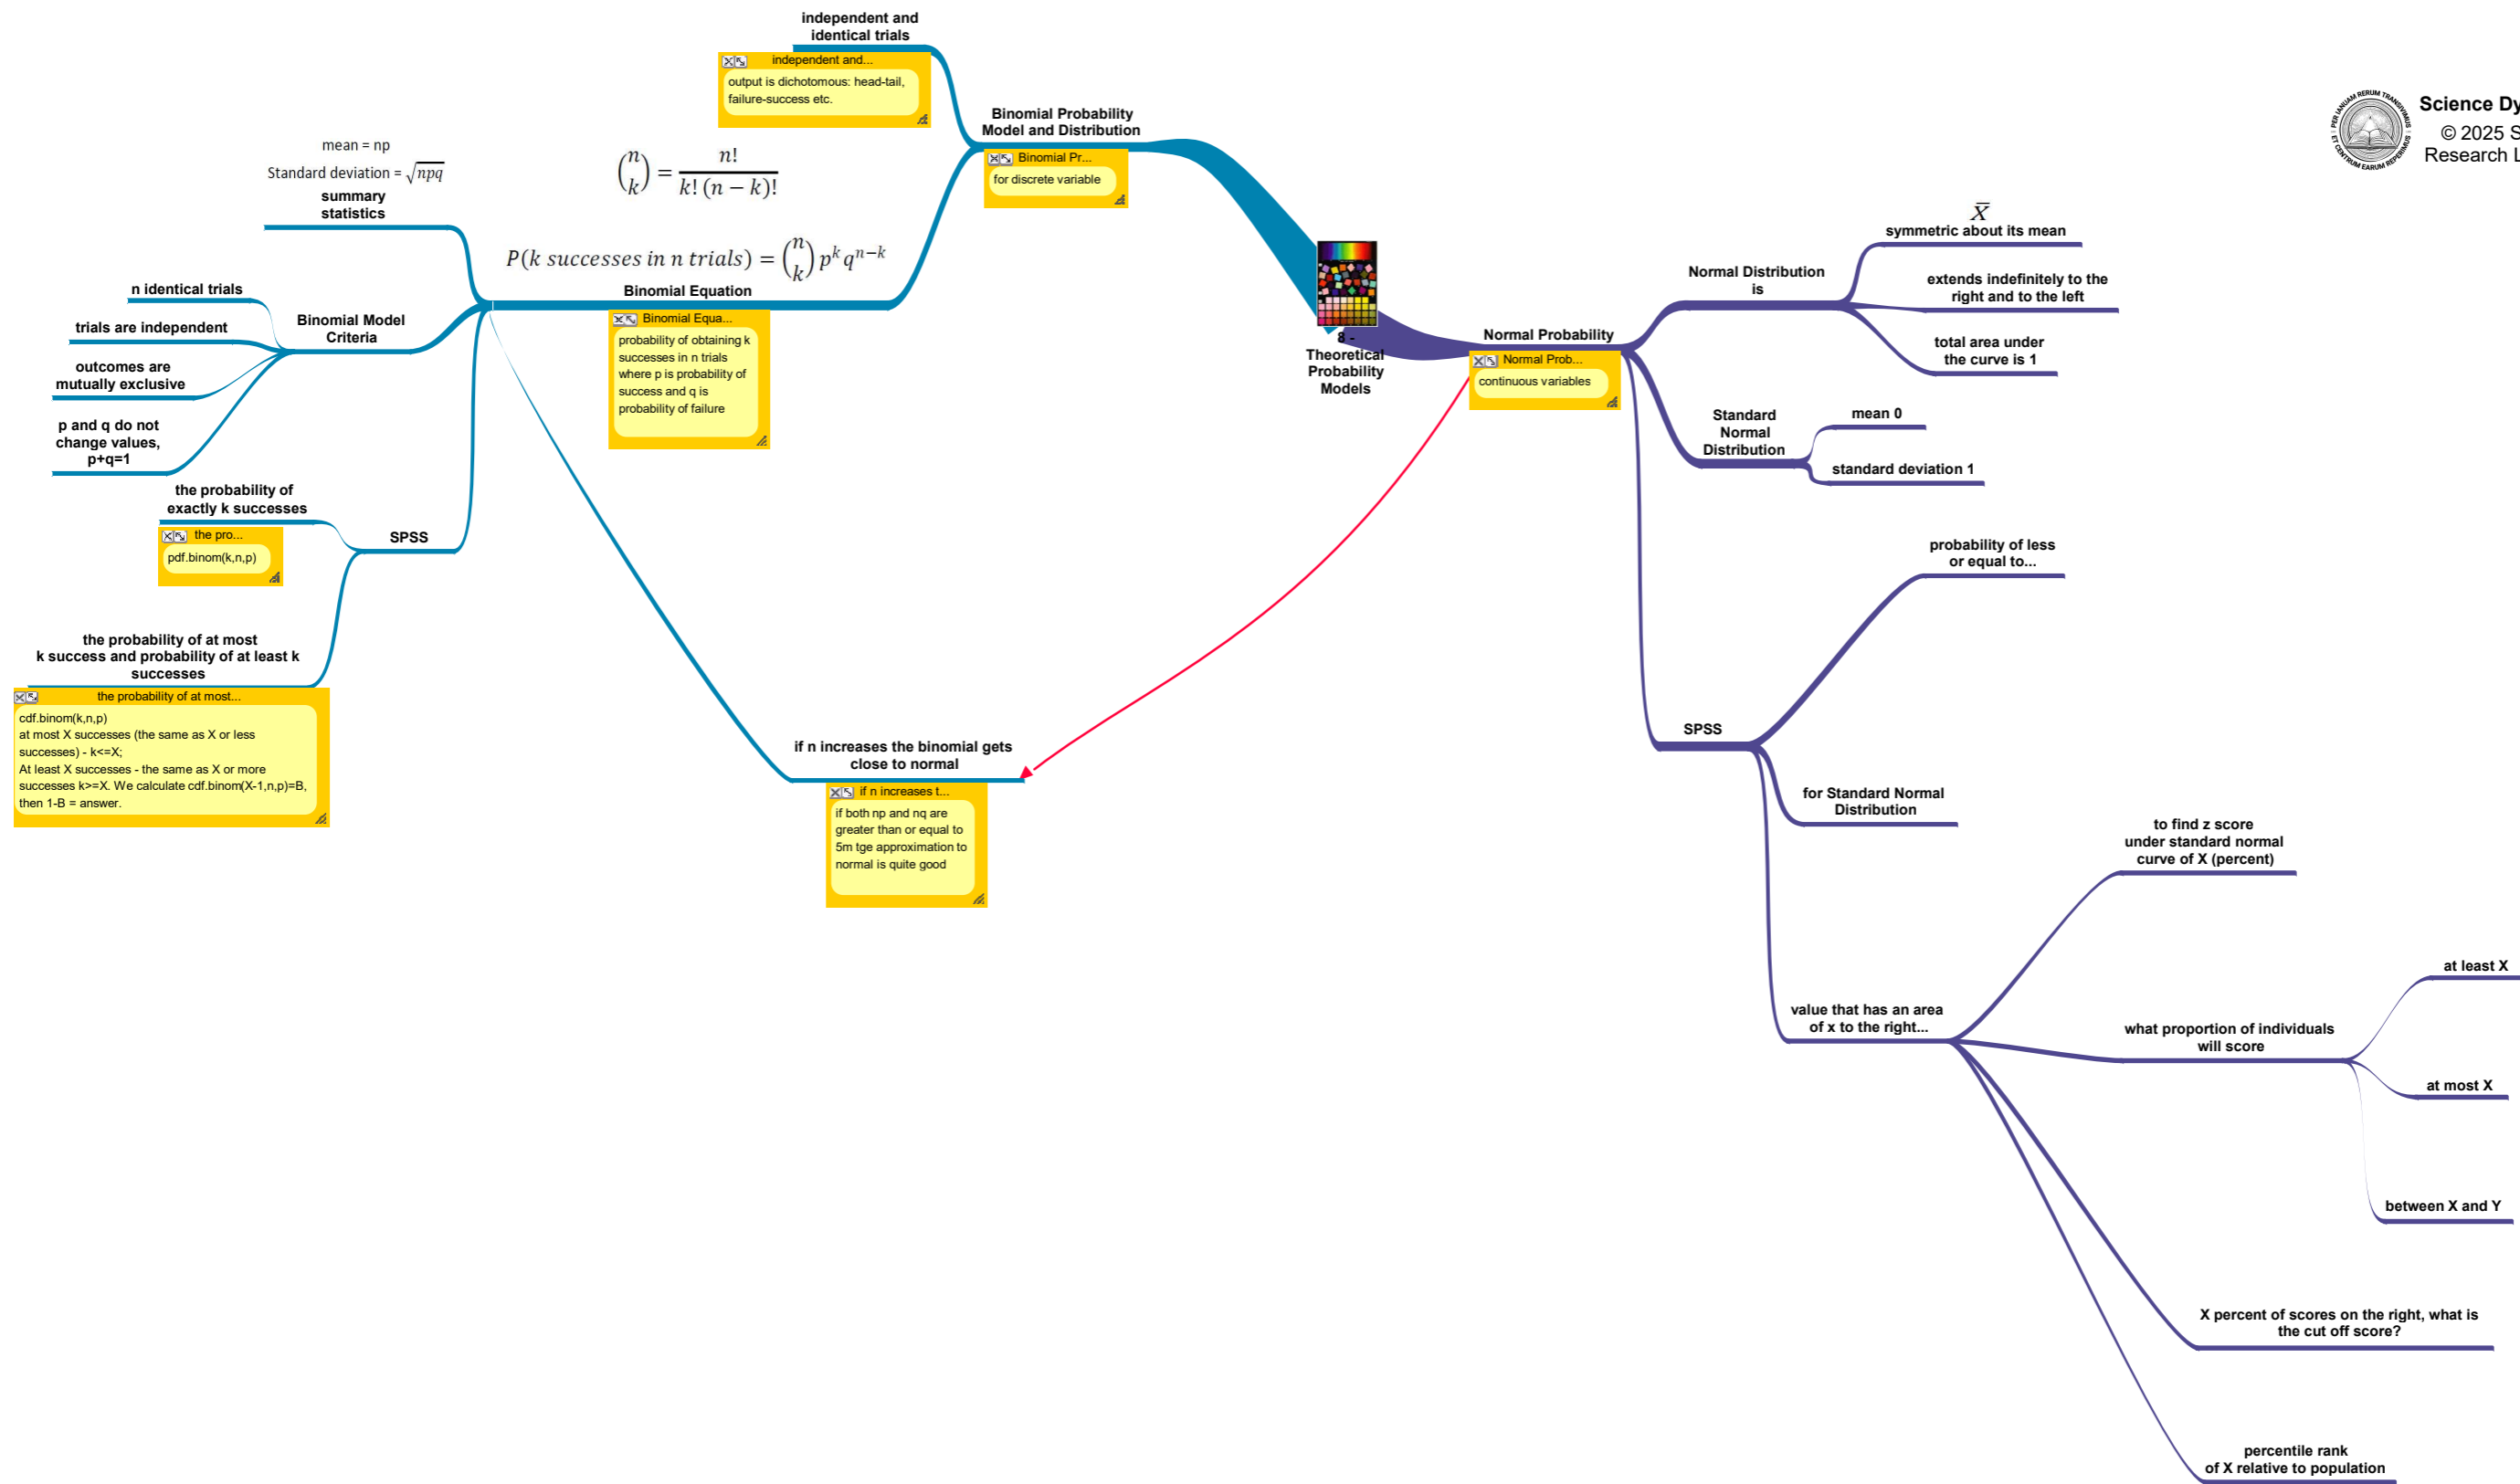 independent and
identical trials
independent and...
output is dichotomous: head-tail,
failure-success etc.
Binomial Probability
Model and Distribution
Binomial Pr...
for discrete variable
mean = np
Standard deviation = √npq
summary
statistics
(n k) = n! / k! (n − k)!
P(k successes in n trials) = (n k) p^k q^{n−k}
Binomial Equation
Binomial Equa...
probability of obtaining k
successes in n trials
where p is probability of
success and q is
probability of failure
n identical trials
trials are independent
outcomes are
mutually exclusive
p and q do not
change values,
p+q=1
Binomial Model
Criteria
the probability of
exactly k successes
the pro...
pdf.binom(k,n,p)
SPSS
the probability of at most
k success and probability of at least k
successes
the probability of at most...
cdf.binom(k,n,p)
at most X successes (the same as X or less
successes) - k<=X;
At least X successes - the same as X or more
successes k>=X. We calculate cdf.binom(X-1,n,p)=B,
then 1-B = answer.
if n increases the binomial gets
close to normal
if n increases t...
if both np and nq are
greater than or equal to
5m tge approximation to
normal is quite good
8 -
Theoretical
Probability
Models
Normal Probability
Normal Prob...
continuous variables
Normal Distribution
is
X̅
symmetric about its mean
extends indefinitely to the
right and to the left
total area under
the curve is 1
Standard
Normal
Distribution
mean 0
standard deviation 1
SPSS
probability of less
or equal to...
for Standard Normal
Distribution
value that has an area
of x to the right...
to find z score
under standard normal
curve of X (percent)
what proportion of individuals
will score
at least X
at most X
between X and Y
X percent of scores on the right, what is
the cut off score?
percentile rank
of X relative to population
PER IANUAM RERUM TRANSIVIMUS
ET CENTRUM EARUM REPERIMUS
Science Dy
© 2025 S
Research L